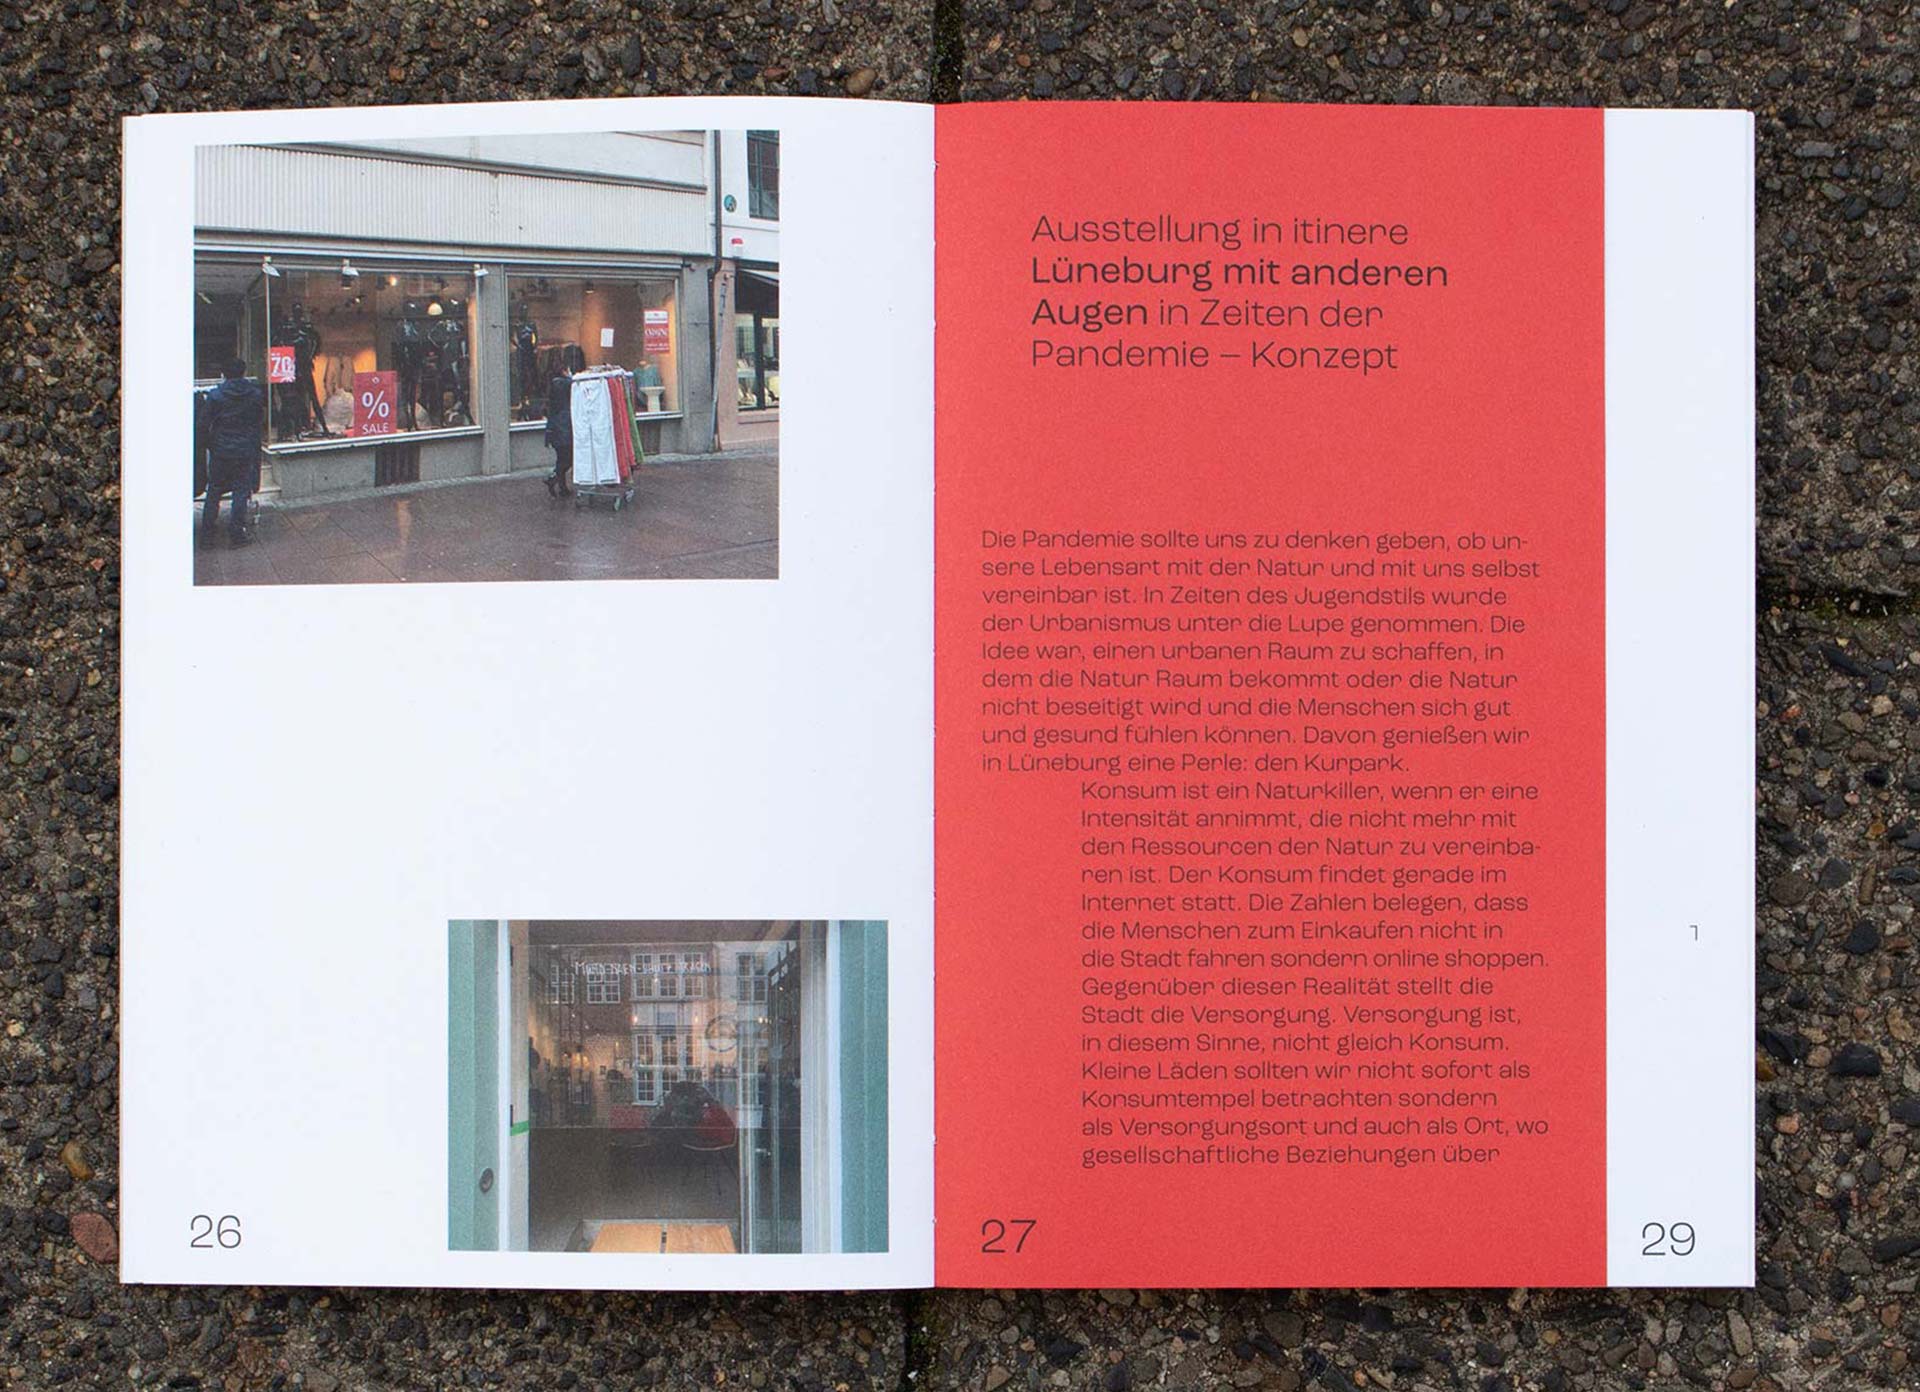 70
%
SALE
26
Ausstellung in itinere
Lüneburg mit anderen
Augen in Zeiten der
Pandemie – Konzept
Die Pandemie sollte uns zu denken geben, ob un-
sere Lebensart mit der Natur und mit uns selbst
vereinbar ist. In Zeiten des Jugendstils wurde
der Urbanismus unter die Lupe genommen. Die
Idee war, einen urbanen Raum zu schaffen, in
dem die Natur Raum bekommt oder die Natur
nicht beseitigt wird und die Menschen sich gut
und gesund fühlen können. Davon genießen wir
in Lüneburg eine Perle: den Kurpark.
Konsum ist ein Naturkiller, wenn er eine
Intensität annimmt, die nicht mehr mit
den Ressourcen der Natur zu vereinba-
ren ist. Der Konsum findet gerade im
Internet statt. Die Zahlen belegen, dass
die Menschen zum Einkaufen nicht in
die Stadt fahren sondern online shoppen.
Gegenüber dieser Realität stellt die
Stadt die Versorgung. Versorgung ist,
in diesem Sinne, nicht gleich Konsum.
Kleine Läden sollten wir nicht sofort als
Konsumtempel betrachten sondern
als Versorgungsort und auch als Ort, wo
gesellschaftliche Beziehungen über
27
29